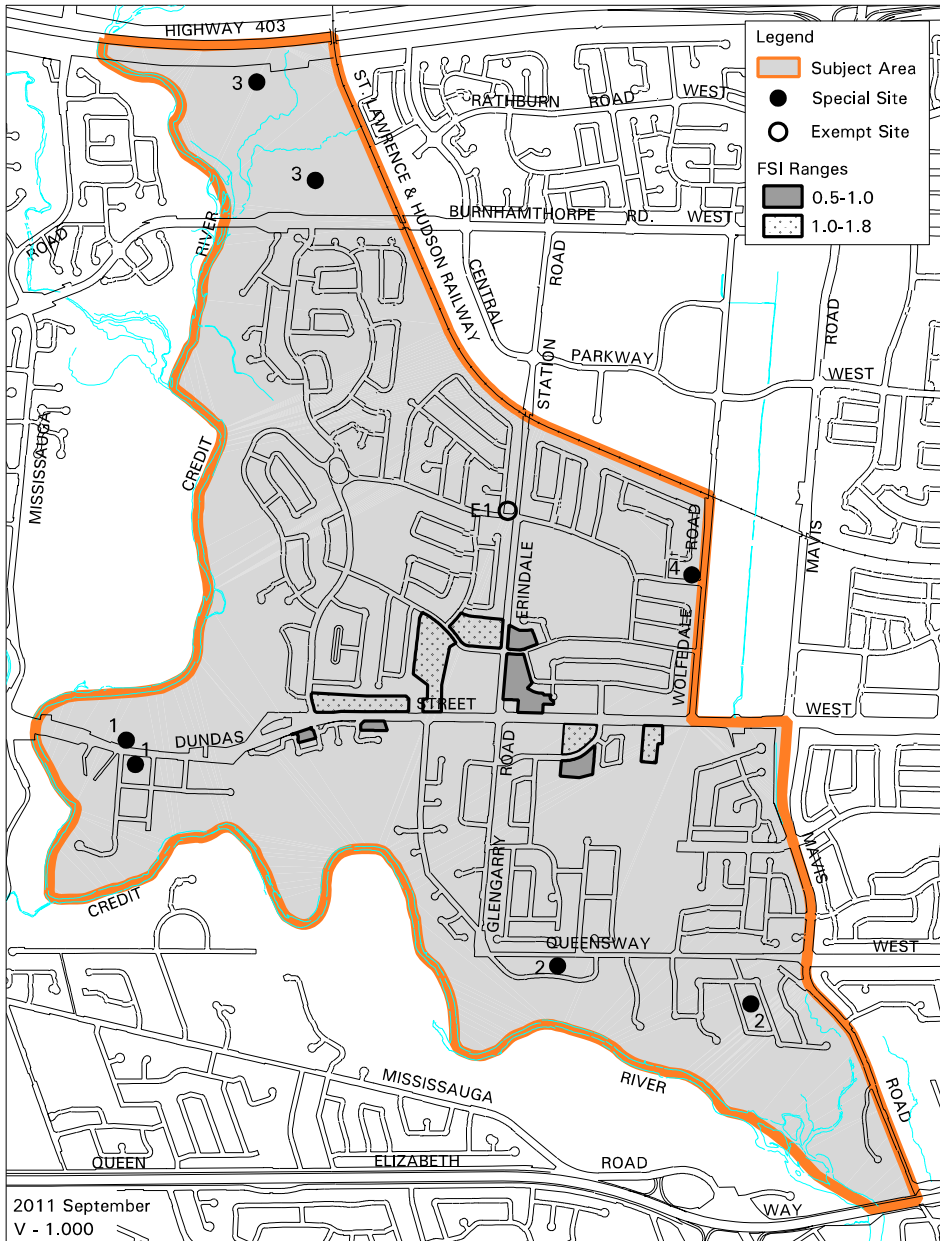 HIGHWAY 403
Legend
Subject Area
Special Site
Exempt Site
FSI Ranges
0.5-1.0
1.0-1.8
3
ST. LAWRENCE & HUDSON RAILWAY
RATHBURN ROAD WEST
3
BURNHAMTHORPE RD. WEST
ROAD
RIVER
CENTRAL
ROAD
STATION
PARKWAY
WEST
ROAD
MISSISSAUGA
CREDIT
E1
ROAD
MAVIS
4
ERINDALE
WOLFEDALE
STREET
WEST
1
DUNDAS
1
ROAD
GLENGARRY
MAVIS
CREDIT
QUEENSWAY
WEST
2
2
MISSISSAUGA
RIVER
ROAD
QUEEN
ELIZABETH
ROAD
WAY
2011 September
V - 1.000